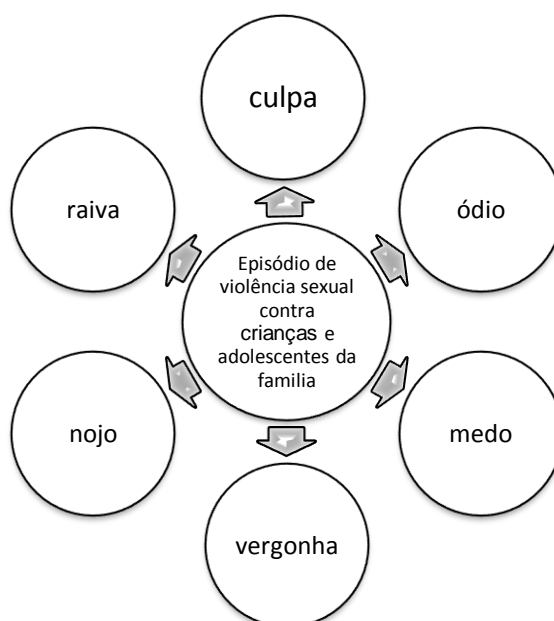 culpa
raiva
ódio
Episódio de
violência sexual
contra
crianças e
adolescentes da
familia
nojo
medo
vergonha